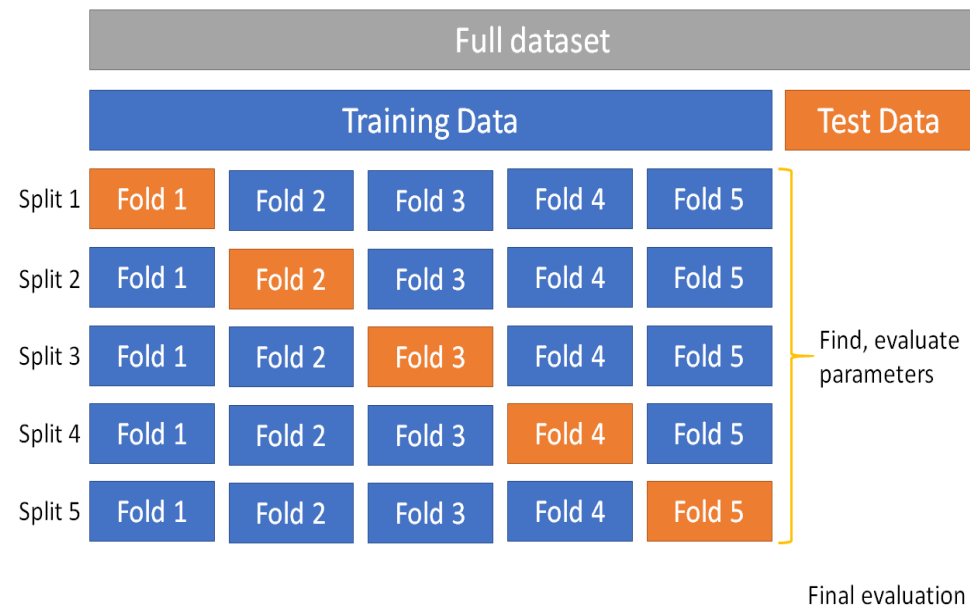 Full dataset
Training Data Test Data
Split 1 Fold 1 Fold 2 Fold 3 Fold 4 Fold 5
Split 2 Fold 1 Fold 2 Fold 3 Fold 4 Fold 5
Split 3 Fold 1 Fold 2 Fold 3 Fold 4 Fold 5
Split 4 Fold 1 Fold 2 Fold 3 Fold 4 Fold 5
Split 5 Fold 1 Fold 2 Fold 3 Fold 4 Fold 5
Find, evaluate
parameters
Final evaluation